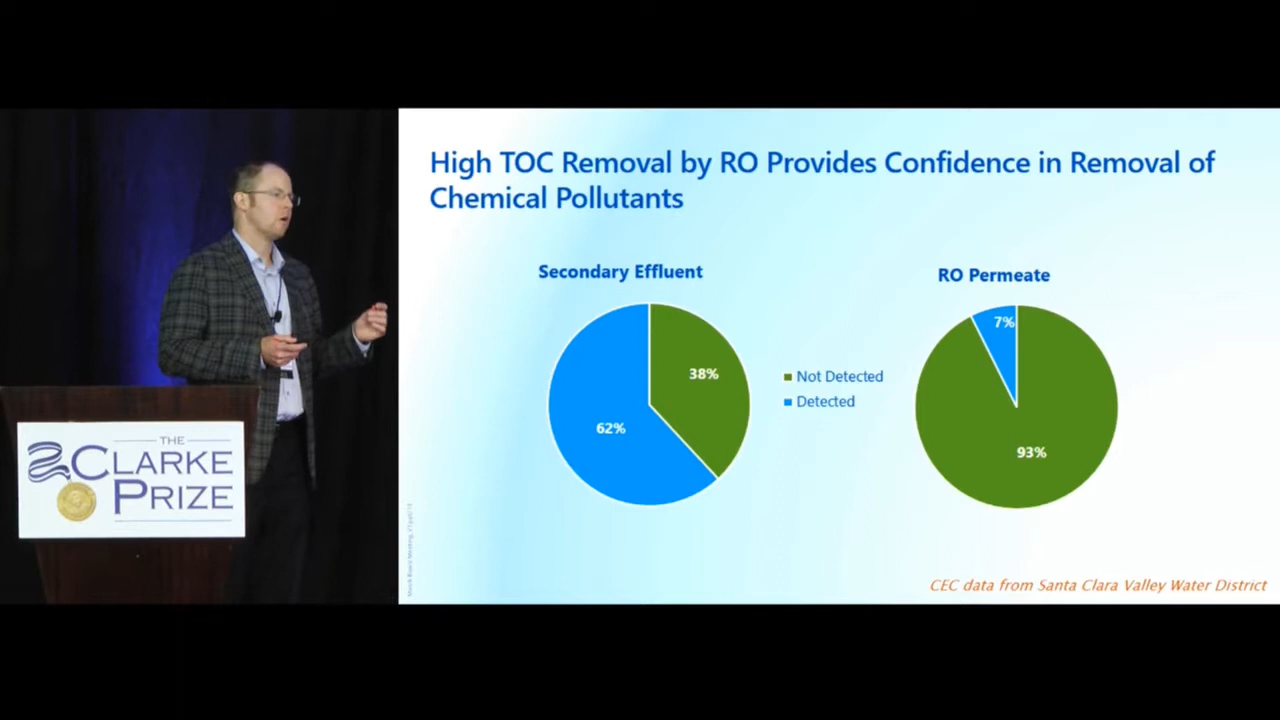 High TOC Removal by RO Provides Confidence in Removal of
Chemical Pollutants
Secondary Effluent
RO Permeate
38%
62%
Not Detected
Detected
7%
93%
CEC data from Santa Clara Valley Water District
THE
CLARKE
PRIZE